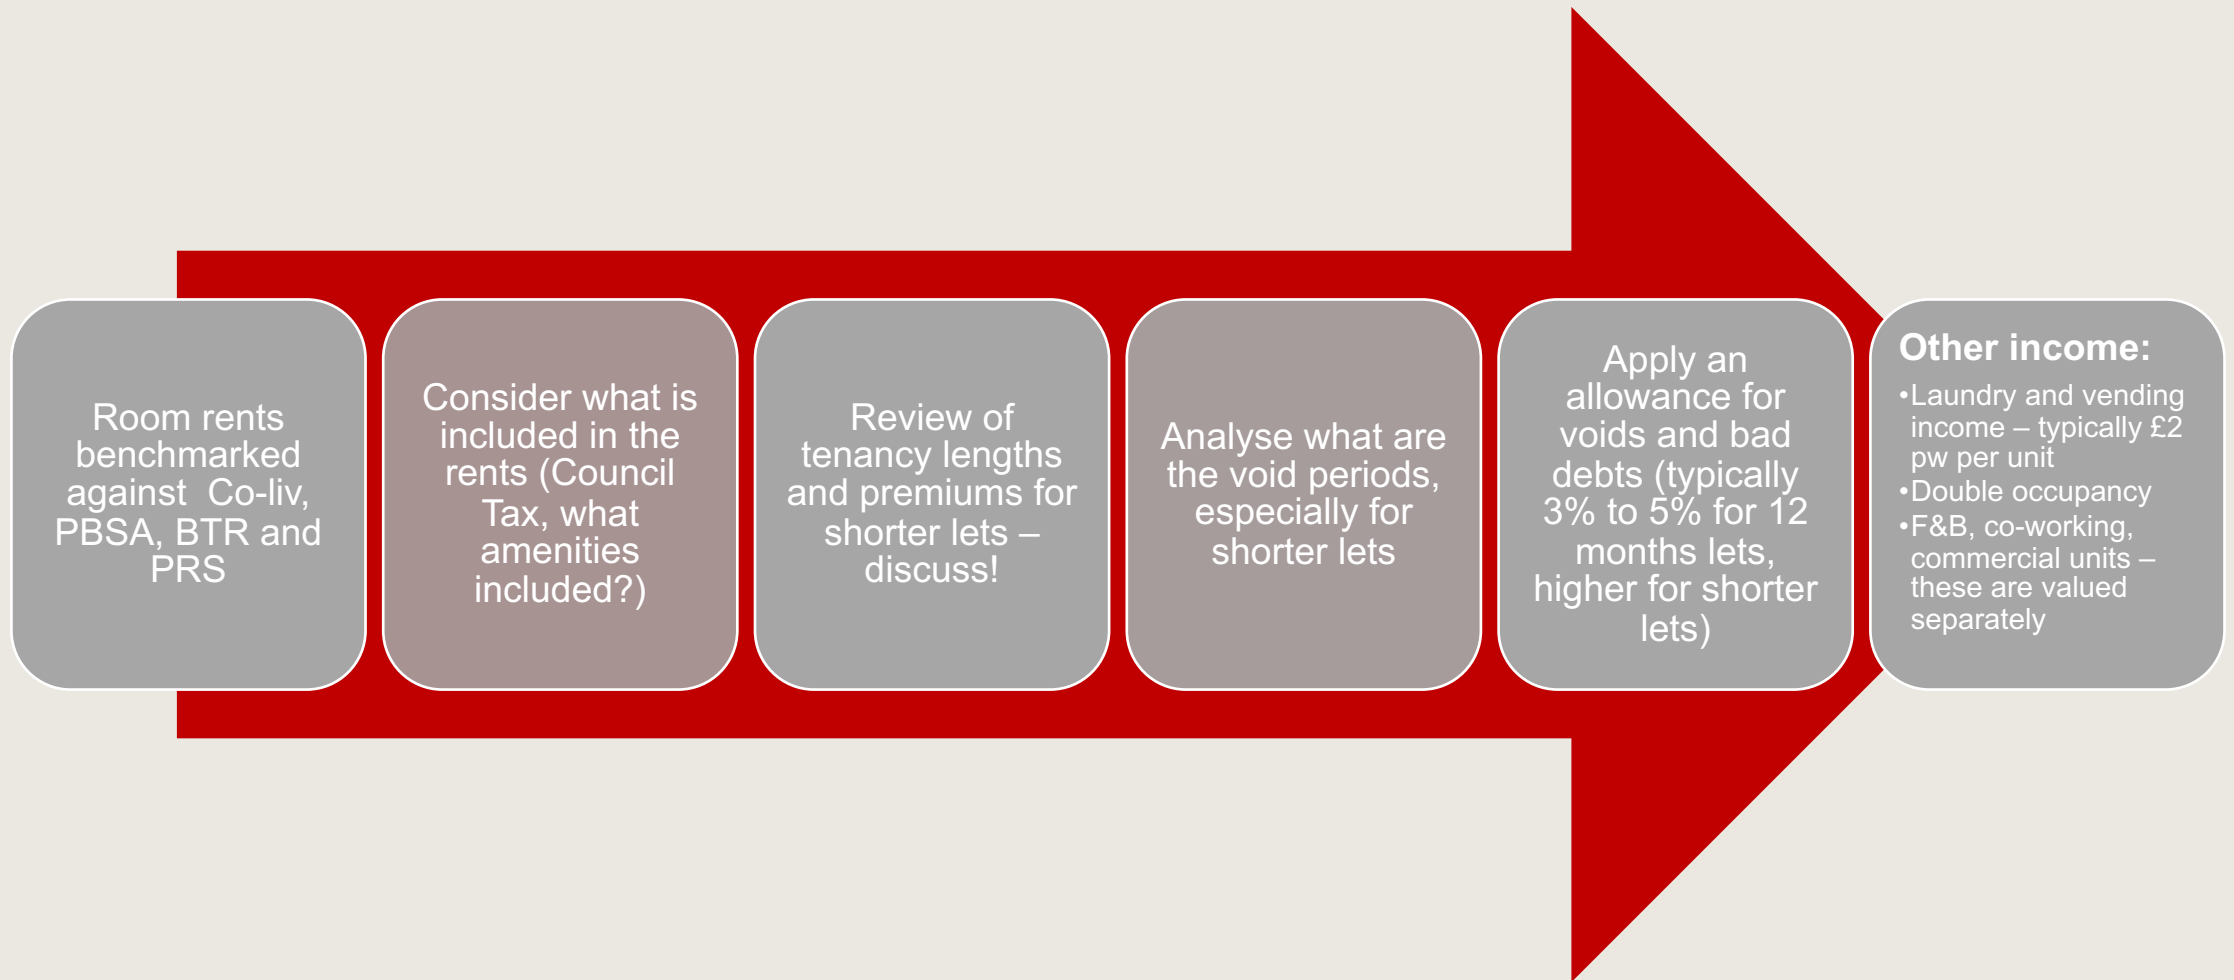 Room rents
benchmarked
against  Co-liv,
PBSA, BTR and
PRS
Consider what is
included in the
rents (Council
Tax, what
amenities
included?)
Review of
tenancy lengths
and premiums for
shorter lets –
discuss!
Analyse what are
the void periods,
especially for
shorter lets
Apply an
allowance for
voids and bad
debts (typically
3% to 5% for 12
months lets,
higher for shorter
lets)
Other income:
•Laundry and vending
income – typically £2
pw per unit
•Double occupancy
•F&B, co-working,
commercial units –
these are valued
separately